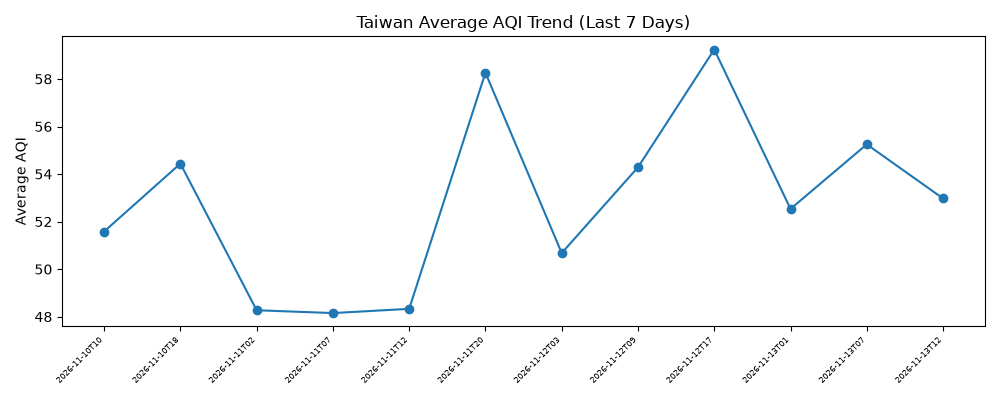 Taiwan Average AQI Trend (Last 7 Days)
Average AQI
58
56
54
52
50
48
2026-11-10T10
2026-11-10T18
2026-11-11T02
2026-11-11T07
2026-11-11T12
2026-11-11T20
2026-11-12T03
2026-11-12T09
2026-11-12T17
2026-11-13T01
2026-11-13T07
2026-11-13T12